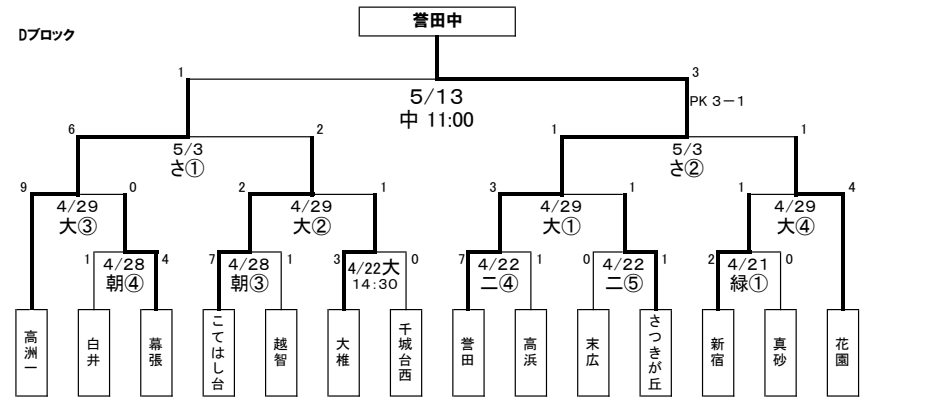 誉田中
Dブロック
1
3
5/13
中 11:00
PK 3-1
6
2
1
1
5/3
さ①
5/3
さ②
9
0
2
1
3
1
1
4
4/29
大③
4/29
大②
4/29
大①
4/29
大④
1
4
7
1
3
0
7
1
0
1
2
0
4/28
朝④
4/28
朝③
4/22大
14:30
4/22
二④
4/22
二⑤
4/21
緑①
高洲一
白井
幕張
こてはし台
越智
大椎
千城台西
誉田
高浜
末広
さつきが丘
新宿
真砂
花園